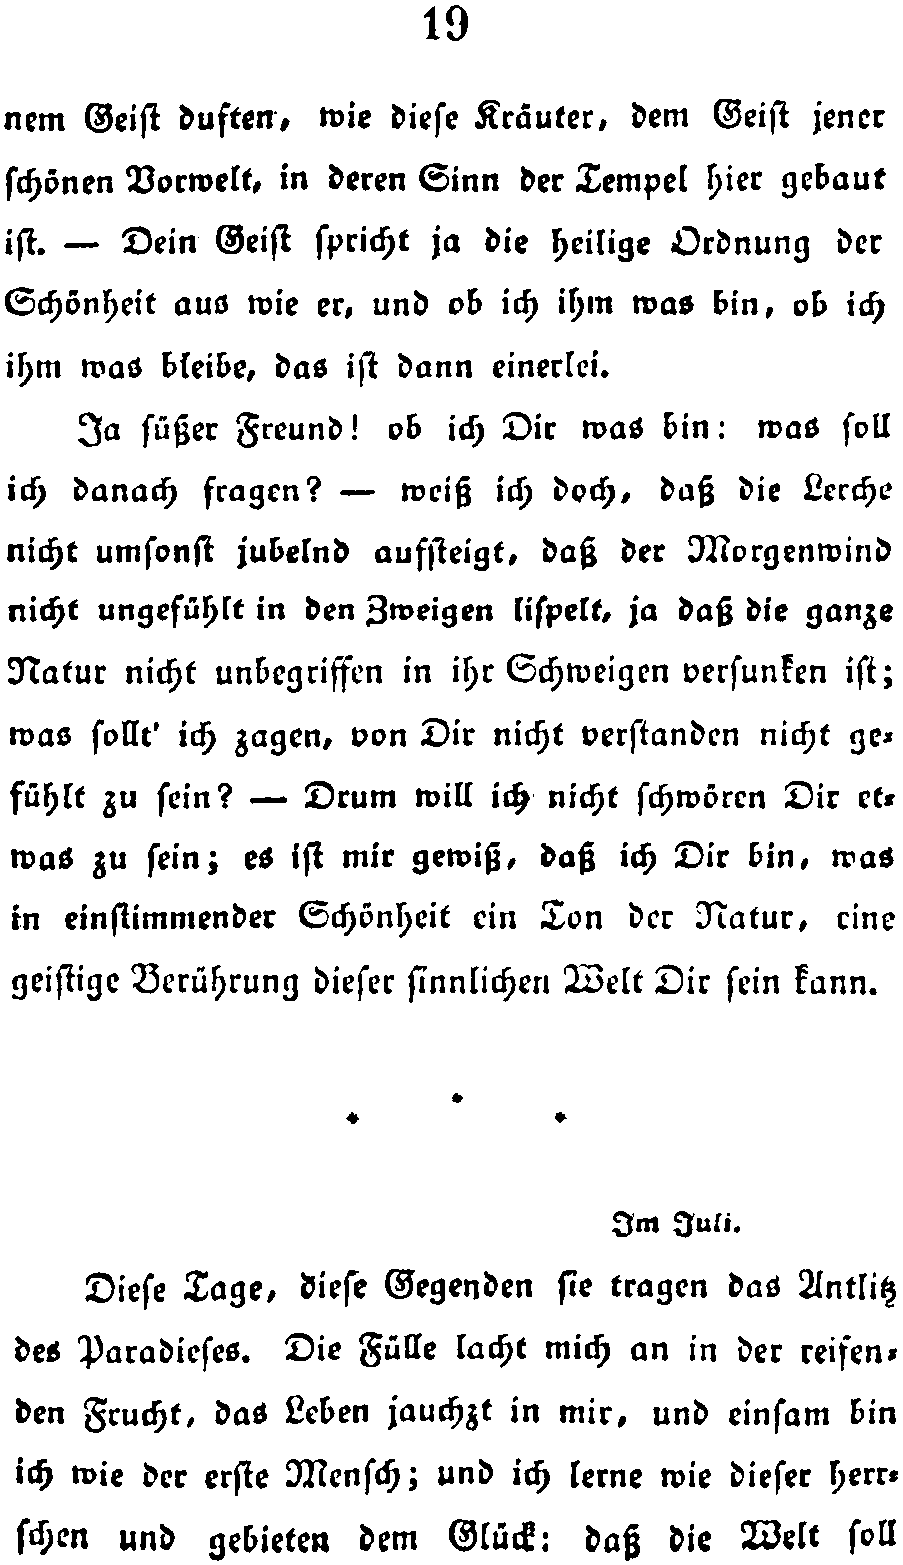 19
nem Geist duften, wie diese Kräuter, dem Geist jener
schönen Vorwelt, in deren Sinn der Tempel hier gebaut
ist. — Dein Geist spricht ja die heilige Ordnung der
Schönheit aus wie er, und ob ich ihm was bin, ob ich
ihm was bleibe, das ist dann einerlei.
Ja süßer Freund! ob ich Dir was bin: was soll
ich danach fragen? — weiß ich doch, daß die Lerche
nicht umsonst jubelnd aufsteigt, daß der Morgenwind
nicht ungefühlt in den Zweigen lispelt, ja daß die ganze
Natur nicht unbegriffen in ihr Schweigen versunken ist;
was sollt' ich zagen, von Dir nicht verstanden nicht ge-
fühlt zu sein? — Drum will ich nicht schwören Dir et-
was zu sein; es ist mir gewiß, daß ich Dir bin, was
in einstimmender Schönheit ein Ton der Natur, eine
geistige Berührung dieser sinnlichen Welt Dir sein kann.
Im Juli.
Diese Tage, diese Gegenden sie tragen das Antlitz
des Paradieses. Die Fülle lacht mich an in der reifen-
den Frucht, das Leben jauchzt in mir, und einsam bin
ich wie der erste Mensch; und ich lerne wie dieser herr-
schen und gebieten dem Glück: daß die Welt soll